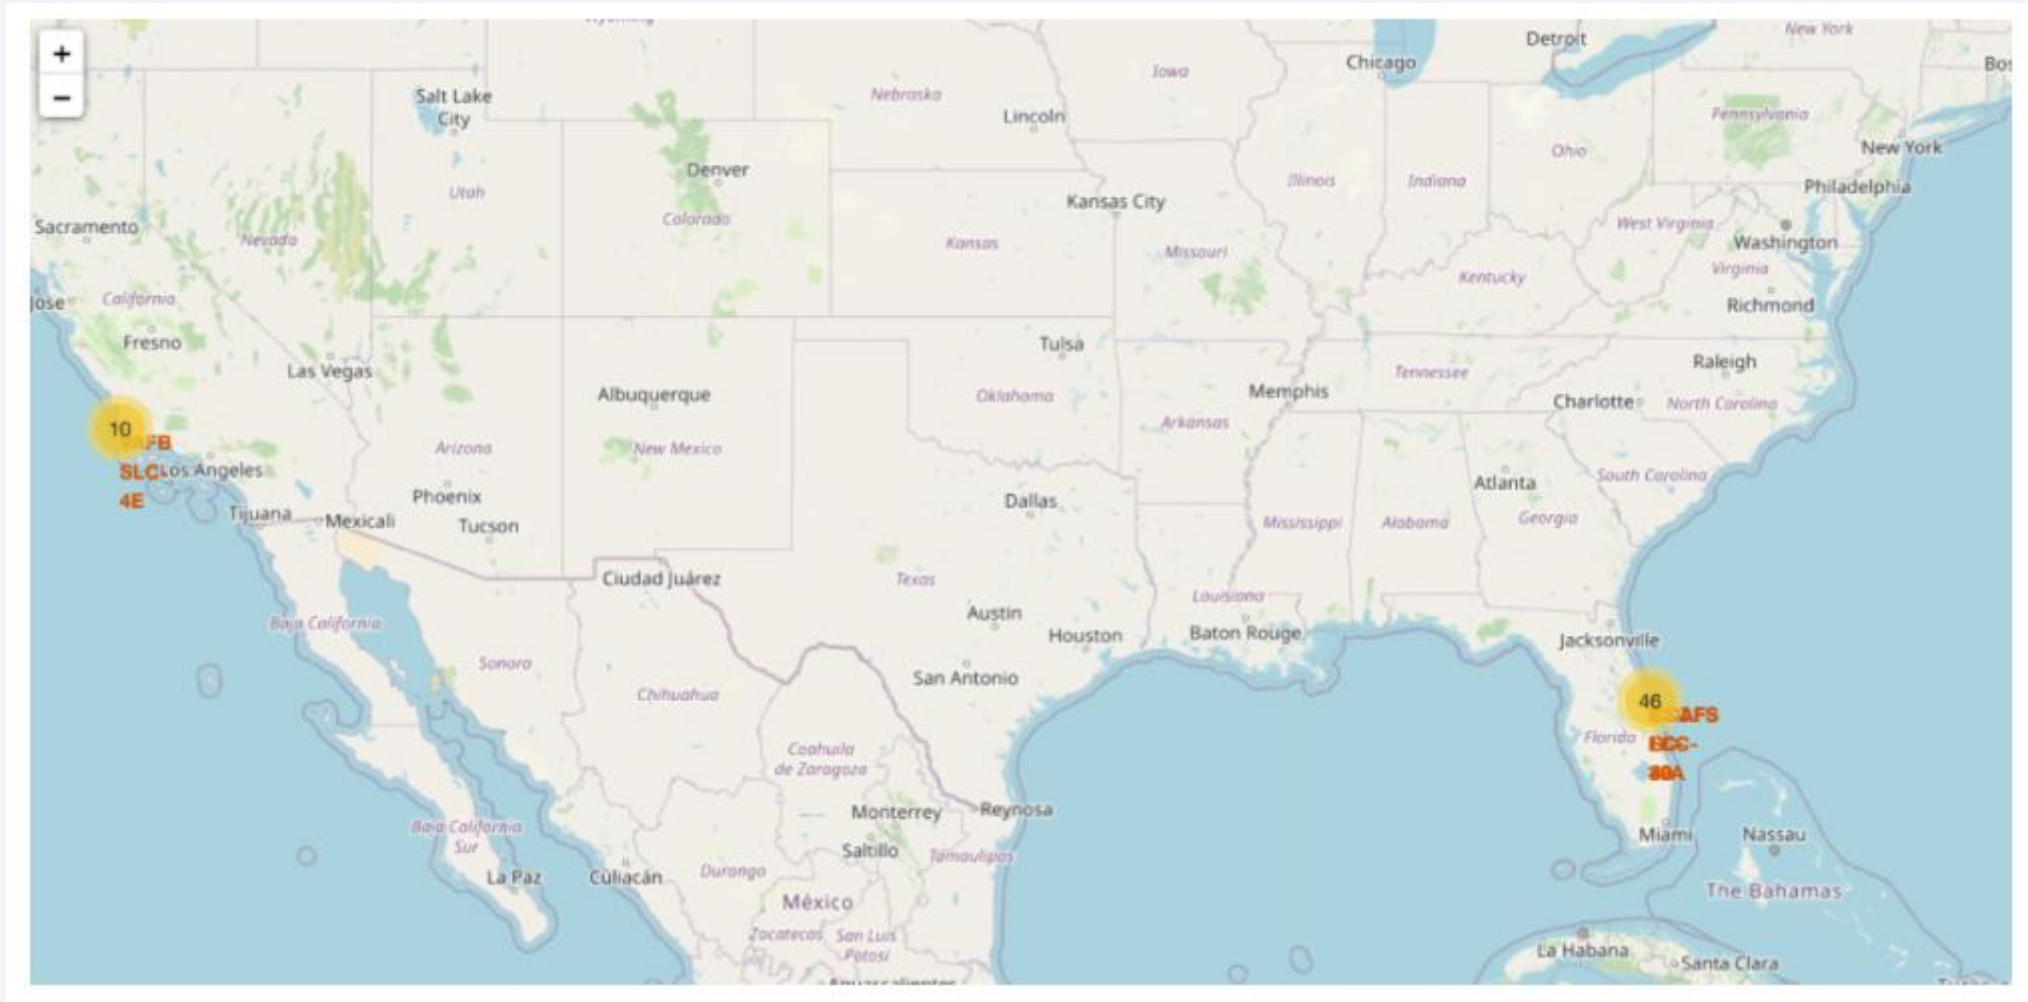 +
−
New York
Detroit
Chicago
Iowa
Salt Lake
City
Nebraska
Lincoln
Pennsylvania
New York
Ohio
Denver
Utah
Illinois
Indiana
Philadelphia
Kansas City
Colorado
Sacramento
Nevada
Kansas
Missouri
West Virginia
Washington
Virginia
Kentucky
Jose
California
Richmond
Fresno
Las Vegas
Tulsa
Raleigh
Tennessee
Albuquerque
Oklahoma
Memphis
Charlotte
North Carolina
Arkansas
10
AFB
SLC
4E
Los Angeles
Arizona
New Mexico
South Carolina
Atlanta
Phoenix
Dallas
Tijuana
Mexicali
Tucson
Mississippi
Alabama
Georgia
Ciudad Juárez
Texas
Louisiana
Austin
Baja California
Houston
Baton Rouge
Jacksonville
Sonora
San Antonio
Chihuahua
46
AFS
Florida
Coahuila
de Zaragoza
Monterrey
Reynosa
Baja California
Sur
Saltillo
Tamaulipas
Miami
Nassau
La Paz
Culiacán
Durango
México
The Bahamas
Zacatecas
San Luis
Potosí
La Habana
Santa Clara